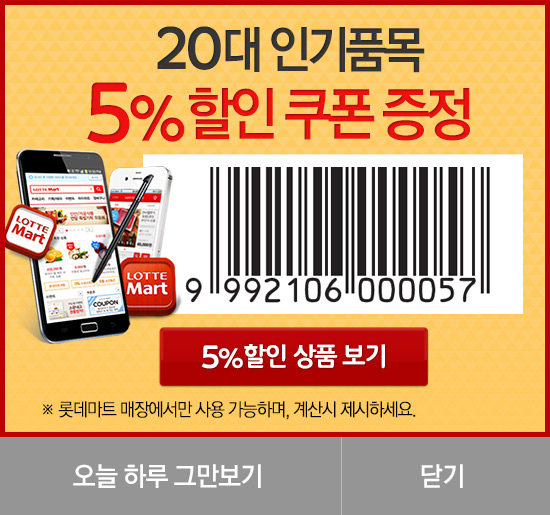 20대 인기품목
5% 할인 쿠폰 증정
LOTTE Mart
LOTTE
Mart
LOTTE
Mart
COUPON
9 992106 000057
5% 할인 상품 보기
※ 롯데마트 매장에서만 사용 가능하며, 계산시 제시하세요.
오늘 하루 그만보기
닫기